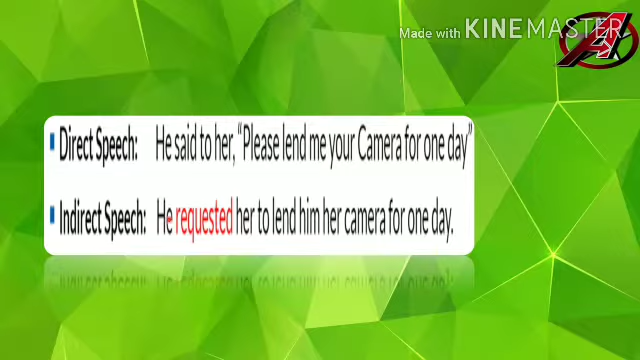 Made with KINEMASTER
Direct Speech: He said to her, "Please lend me your Camera for one day"
Indirect Speech: He requested her to lend him her camera for one day.